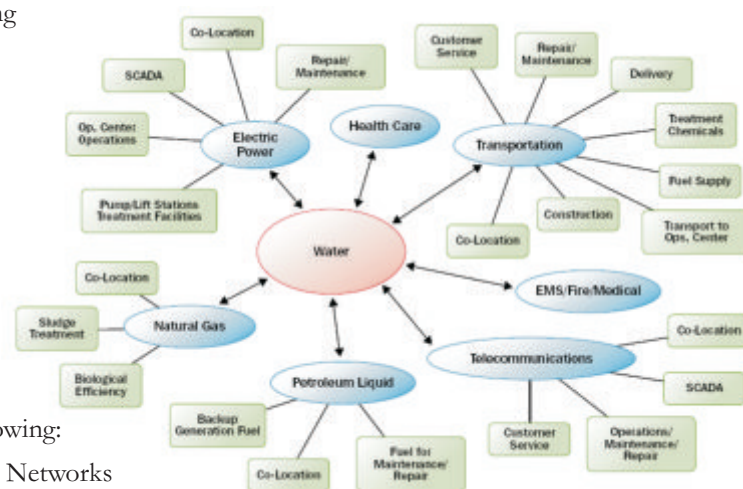 ng
Co-Location
SCADA
Repair/
Maintenance
Op. Center
Operations
Electric
Power
Pump/Lift Stations
Treatment Facilities
Health Care
Customer
Service
Repair/
Maintenance
Delivery
Treatment
Chemicals
Transportation
Fuel Supply
Construction
Transport to
Ops, Center
Co-Location
Water
EMS/Fire/Medical
Co-Location
Natural Gas
Sludge
Treatment
Biological
Efficiency
Petroleum Liquid
Backup
Generation Fuel
Co-Location
Fuel for
Maintenance/
Repair
Telecommunications
Co-Location
SCADA
Customer
Service
Operations/
Maintenance/
Repair
owing:
Networks